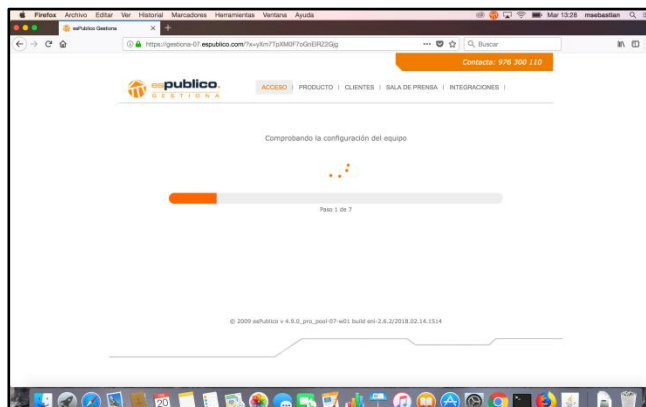 Firefox Archivo Editar Ver Historial Marcadores Herramientas Ventana Ayuda Mar 13:28 msebastian
esPublico Gestiona
https://gestiona-07.espublico.com/?x=yXm7TpXM0F7oGnEIRZ2Gjg Buscar
Contacta: 976 300 110
espublico.
GESTIONA
ACCESO | PRODUCTO | CLIENTES | SALA DE PRENSA | INTEGRACIONES |
Comprobando la configuración del equipo
Paso 1 de 7
© 2009 esPublico v 4.8.0_pro_pool-07-w01 build eni-2.6.2/2018.02.14.1514
20